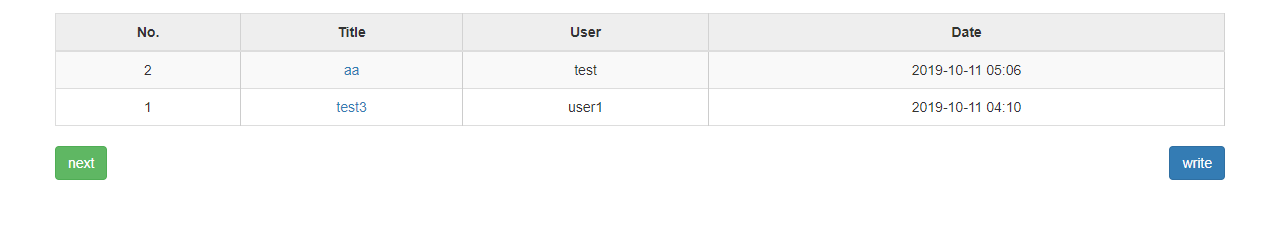 No. Title User Date
2 aa test 2019-10-11 05:06
1 test3 user1 2019-10-11 04:10
next write